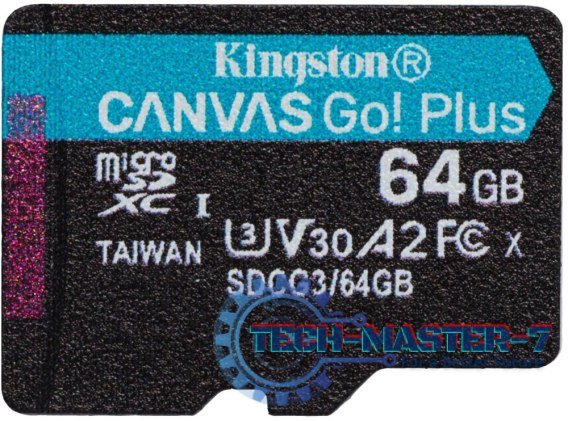 Kingston®
CANVAS Go! Plus
micro SD XC I
64GB
TAIWAN U3 V30 A2 FC X
SDCG3/64GB
TECH-MASTER-7